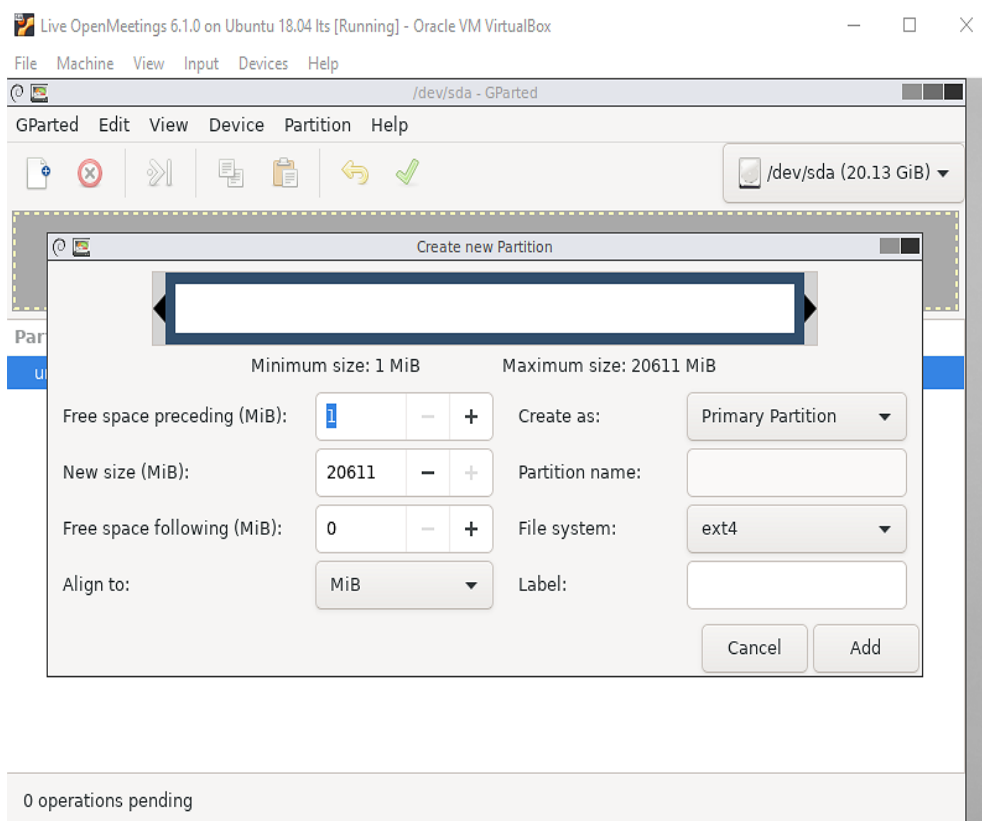 Live OpenMeetings 6.1.0 on Ubuntu 18.04 lts [Running] - Oracle VM VirtualBox
File Machine View Input Devices Help
/dev/sda - GParted
GParted Edit View Device Partition Help
/dev/sda (20.13 GiB)
Create new Partition
Par
Minimum size: 1 MiB Maximum size: 20611 MiB
Free space preceding (MiB): 1 Create as: Primary Partition
New size (MiB): 20611 Partition name:
Free space following (MiB): 0 File system: ext4
Align to: MiB Label:
Cancel Add
0 operations pending